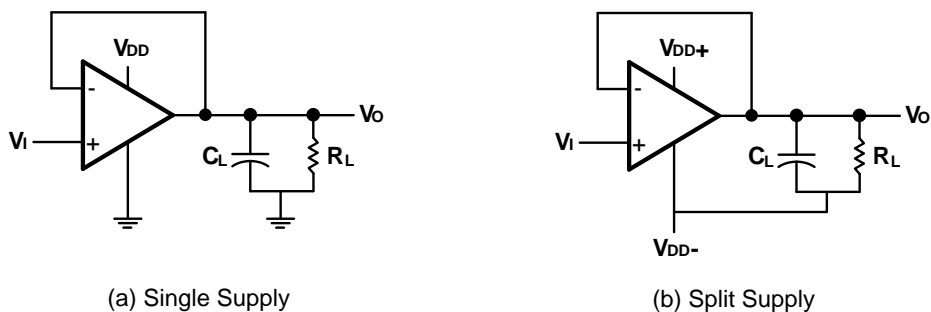 VDD
-
VI
+
VO
CL
RL
(a) Single Supply
VDD+
-
VI
+
VO
CL
RL
VDD-
(b) Split Supply